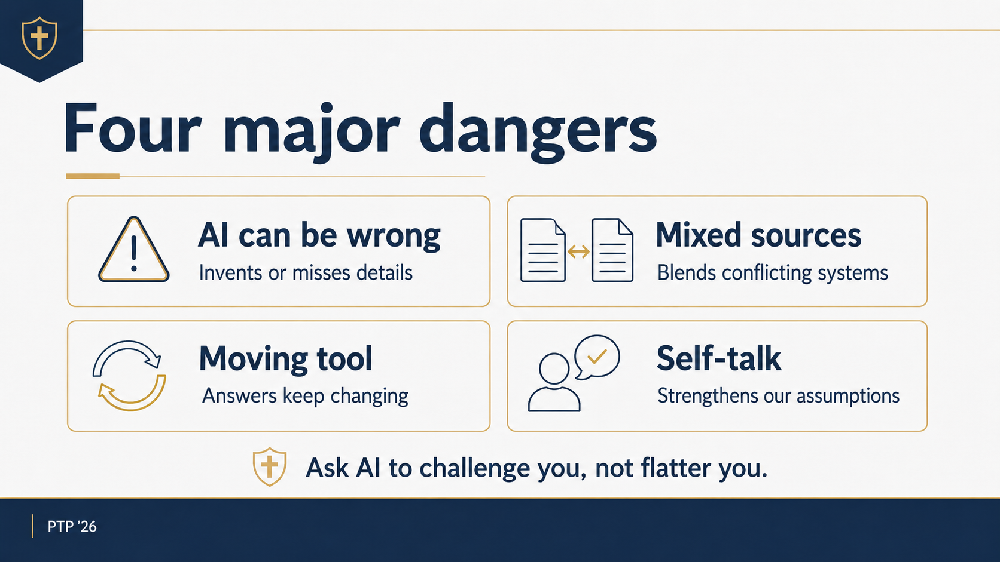 Four major dangers
AI can be wrong
Invents or misses details
Mixed sources
Blends conflicting systems
Moving tool
Answers keep changing
Self-talk
Strengthens our assumptions
Ask AI to challenge you, not flatter you.
PTP ’26